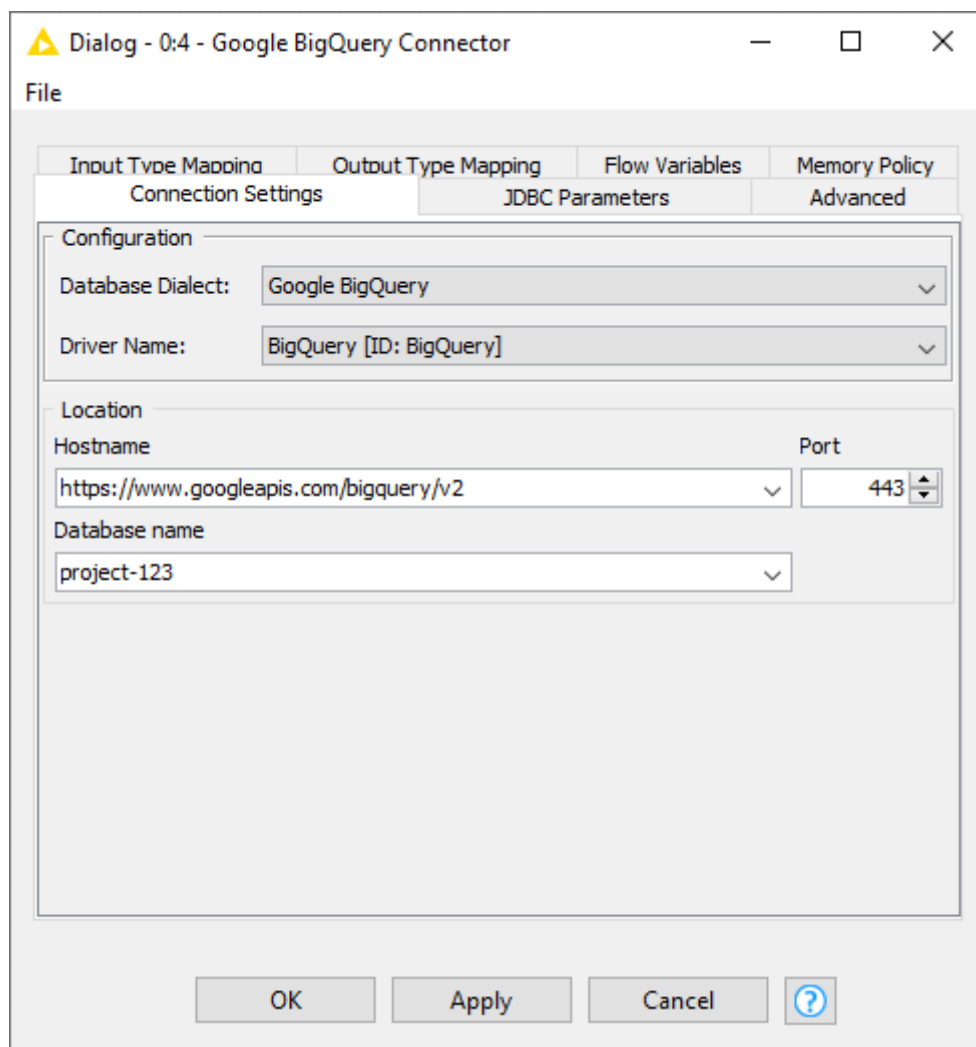 Dialog - 0:4 - Google BigQuery Connector
File
Input Type Mapping Output Type Mapping Flow Variables Memory Policy
Connection Settings JDBC Parameters Advanced
Configuration
Database Dialect: Google BigQuery
Driver Name: BigQuery [ID: BigQuery]
Location
Hostname Port
https://www.googleapis.com/bigquery/v2 443
Database name
project-123
OK Apply Cancel ?